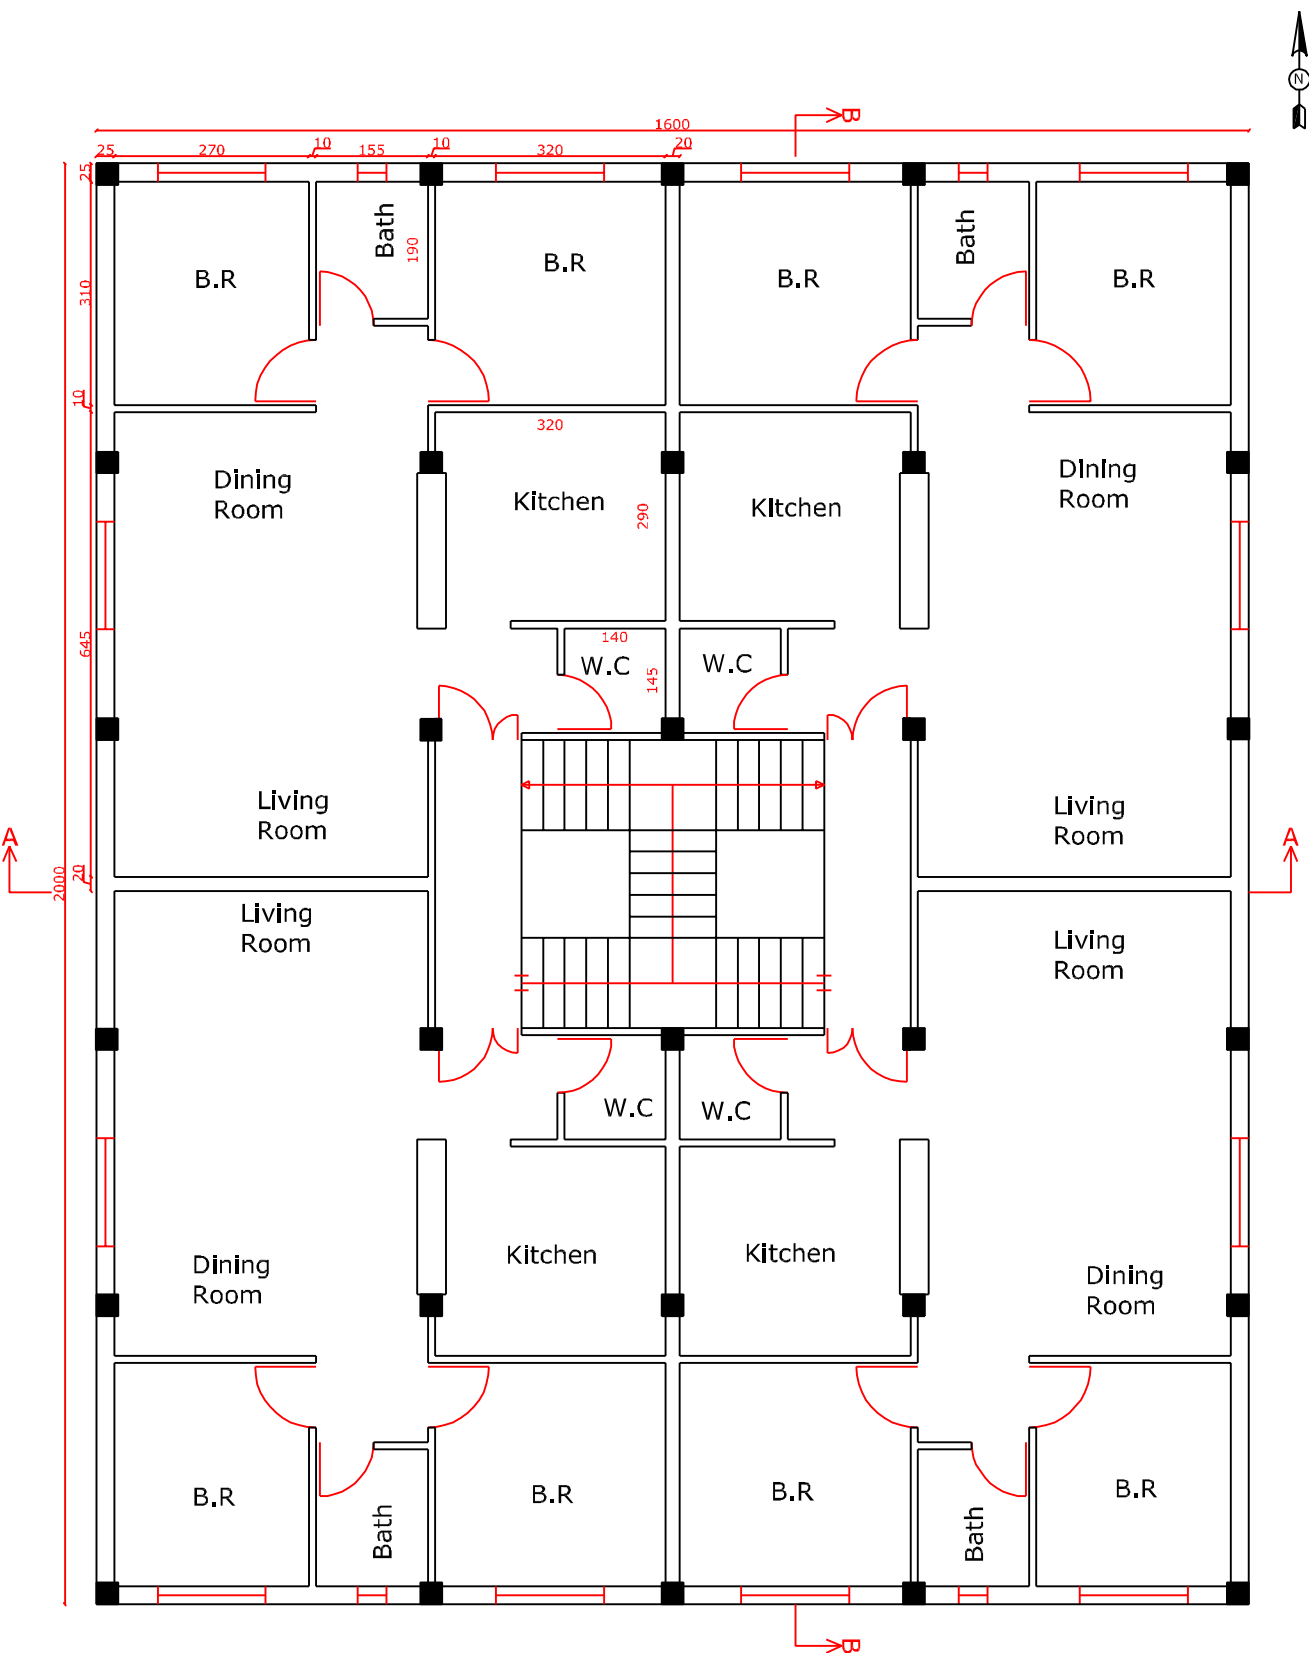 N
B
1600
25 270 10 155 10 320 20
25
Bath
190
B.R
B.R
B.R
Bath
B.R
310
10
320
Dining
Room
Kitchen
290
Kitchen
Dining
Room
645
140
W.C
145
W.C
Living
Room
Living
Room
A
A
20
2000
Living
Room
Living
Room
W.C
W.C
Dining
Room
Kitchen
Kitchen
Dining
Room
B.R
Bath
B.R
B.R
Bath
B.R
B